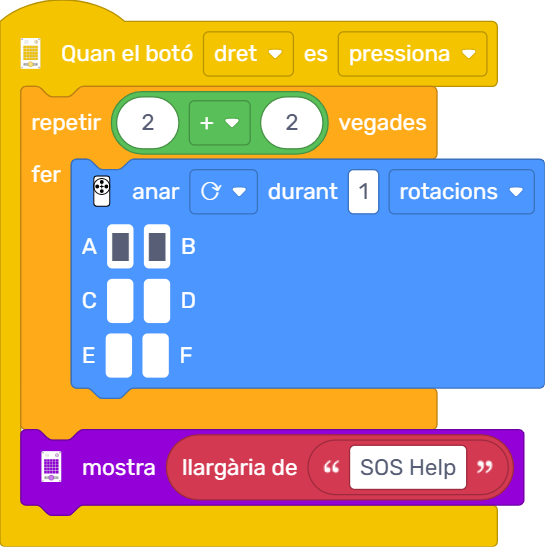 Quan el botó dret es pressiona
repetir 2 + 2 vegades
fer
anar durant 1 rotacions
A B
C D
E F
mostra llargària de “ SOS Help ”